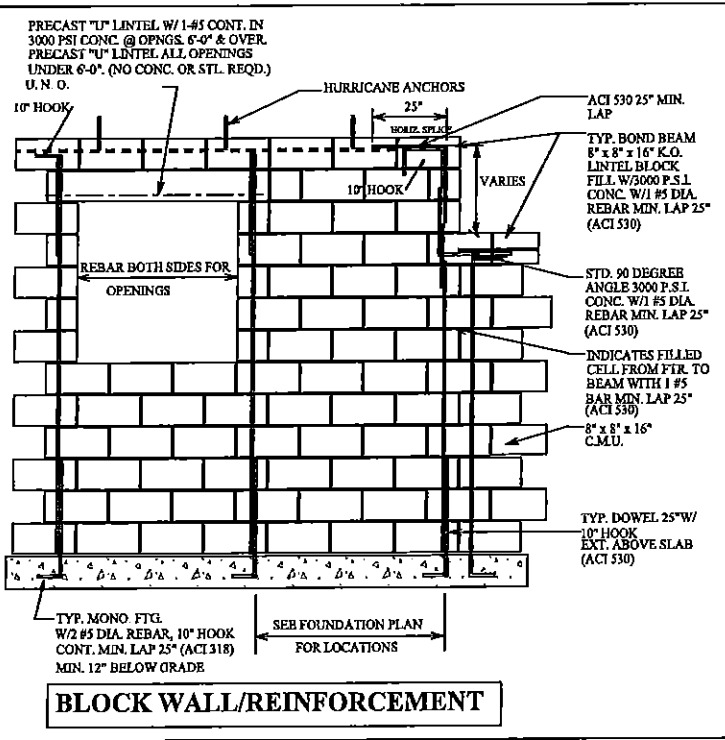 PRECAST "U" LINTEL W/ 1-#5 CONT. IN
3000 PSI CONC. @ OPNGS. 6'-0" & OVER.
PRECAST "U" LINTEL ALL OPENINGS
UNDER 6'-0". (NO CONC. OR STL. REQD.)
U. N. O.
10" HOOK
HURRICANE ANCHORS
25"
HORIZ. SPLICE
10" HOOK
ACI 530 25" MIN.
LAP
TYP. BOND BEAM
8" x 8" x 16" K.O.
LINTEL BLOCK
FILL W/3000 P.S.I.
CONC. W/1 #5 DIA.
REBAR MIN. LAP 25"
(ACI 530)
VARIES
REBAR BOTH SIDES FOR
OPENINGS
STD. 90 DEGREE
ANGLE 3000 P.S.I.
CONC. W/1 #5 DIA.
REBAR MIN. LAP 25"
(ACI 530)
INDICATES FILLED
CELL FROM FTR. TO
BEAM WITH 1 #5
BAR MIN. LAP 25"
(ACI 530)
8" x 8" x 16"
C.M.U.
TYP. DOWEL 25"W/
10" HOOK
EXT. ABOVE SLAB
(ACI 530)
TYP. MONO. FTG.
W/2 #5 DIA. REBAR, 10" HOOK
CONT. MIN. LAP 25" (ACI 318)
MIN. 12" BELOW GRADE
SEE FOUNDATION PLAN
FOR LOCATIONS
BLOCK WALL/REINFORCEMENT